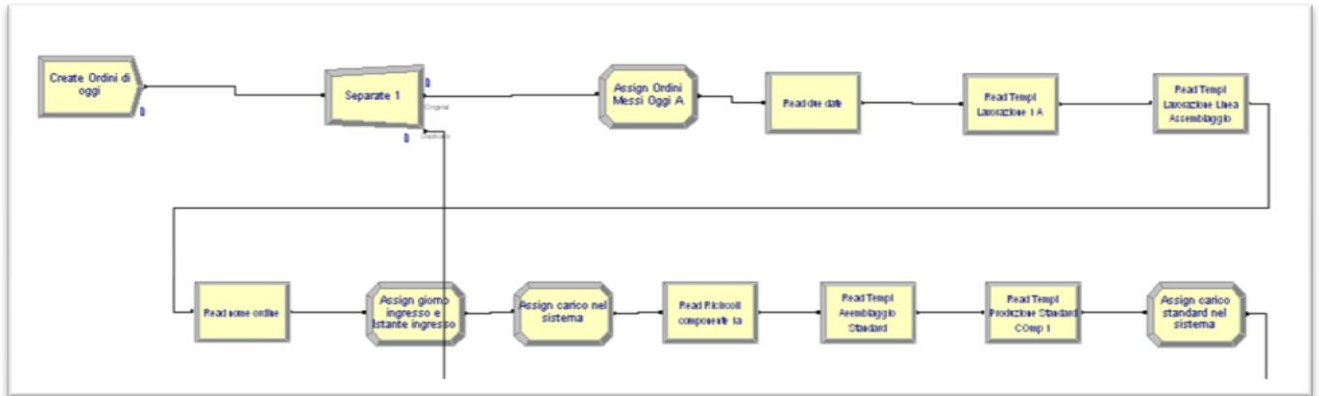 Create Ordini di
oggi
0
Separate 1
0
Original
0
Duplicate
Assign Ordini
Messi Oggi A
Read due date
Read Tempi
Lavorazione 1 A
Read Tempi
Lavorazione Linea
Assemblaggio
Read nome ordine
Assign giorno
ingresso e
Istante ingresso
Assign carico nel
sistema
Read Ricircoli
componente 1a
Read Tempi
Asemblaggio
Standard
Read Tempi
Produzione Standard
COmp 1
Assign carico
standard nel
sistema